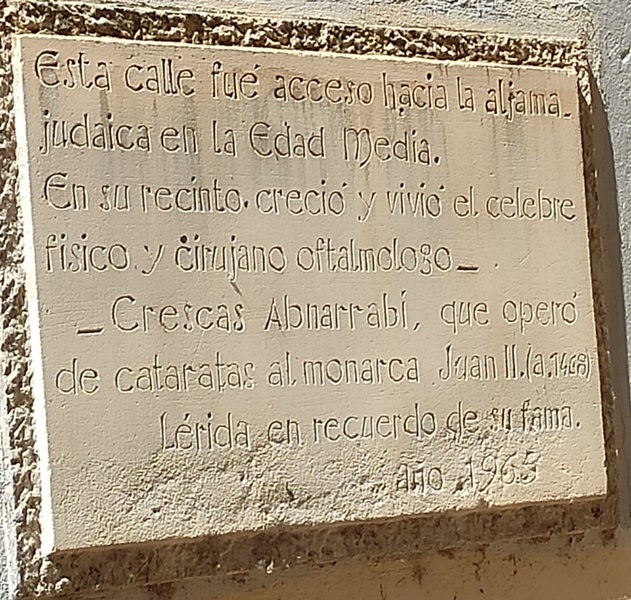 Esta calle fué acceso hacia la aljama_
judaica en la Edad Media.
En su recinto. creció y vivió el celebre
fisico y cirujano oftalmologo_
_Crescas Abnarrabí, que operó
de cataratas al monarca Juan II.(a.1468)
Lérida en recuerdo de su fama.
año 1965